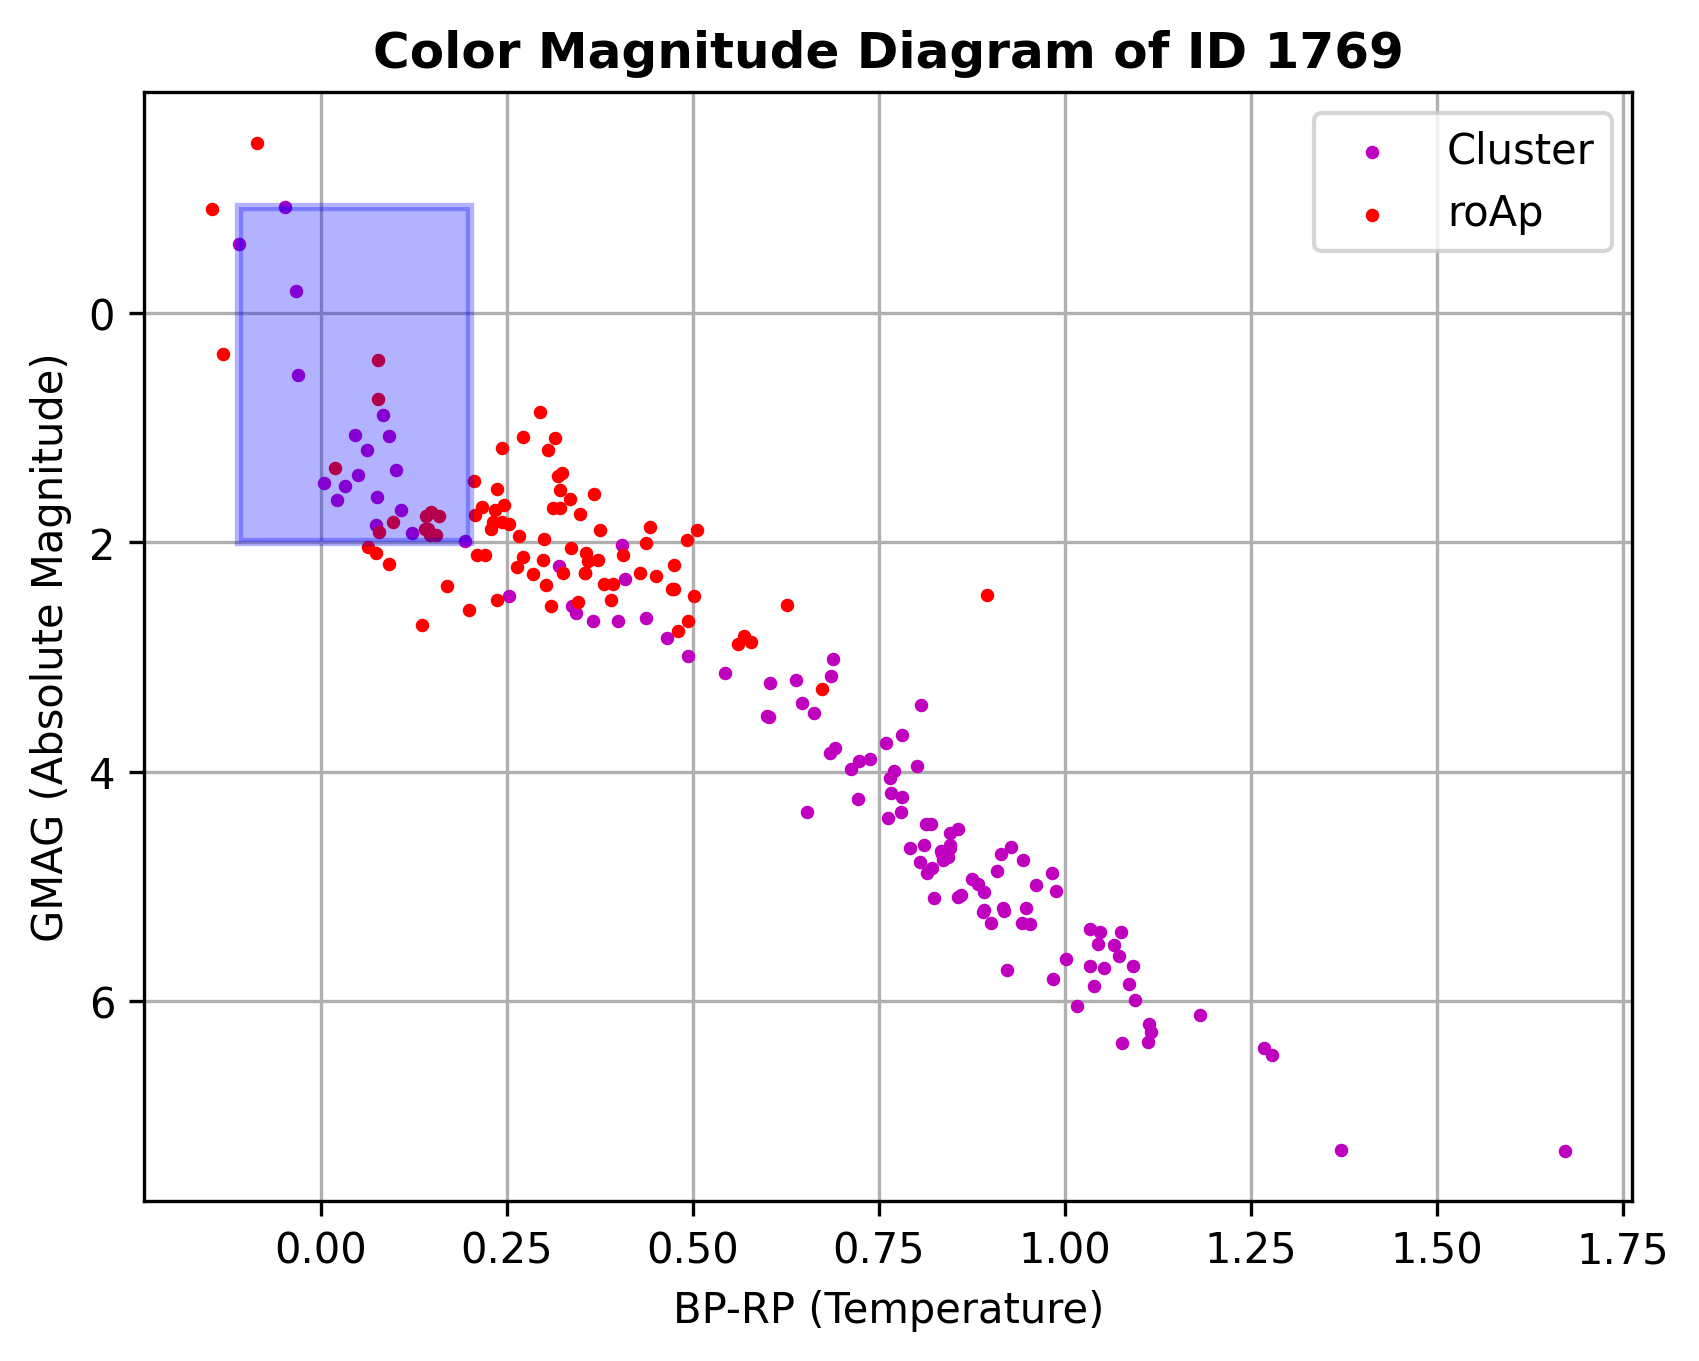 Color Magnitude Diagram of ID 1769
Cluster
roAp
GMAG (Absolute Magnitude)
0
2
4
6
0.00 0.25 0.50 0.75 1.00 1.25 1.50 1.75
BP-RP (Temperature)